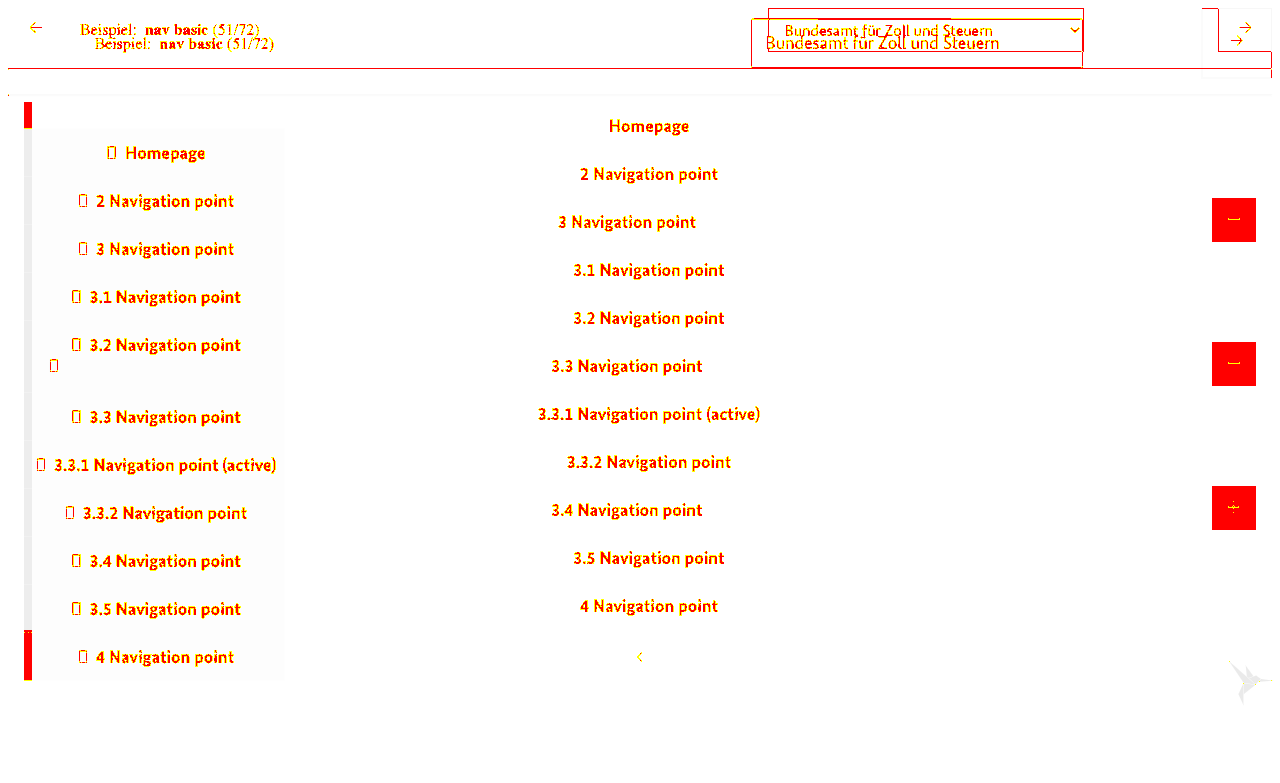 Beispiel: nav basic (51/72)
Beispiel: nav basic (51/72)
Bundesamt für Zoll und Steuern
Bundesamt für Zoll und Steuern
Homepage
2 Navigation point
3 Navigation point
3.1 Navigation point
3.2 Navigation point
3.3 Navigation point
3.3.1 Navigation point (active)
3.3.2 Navigation point
3.4 Navigation point
3.5 Navigation point
4 Navigation point
Homepage
2 Navigation point
3 Navigation point
3.1 Navigation point
3.2 Navigation point
3.3 Navigation point
3.3.1 Navigation point (active)
3.3.2 Navigation point
3.4 Navigation point
3.5 Navigation point
4 Navigation point